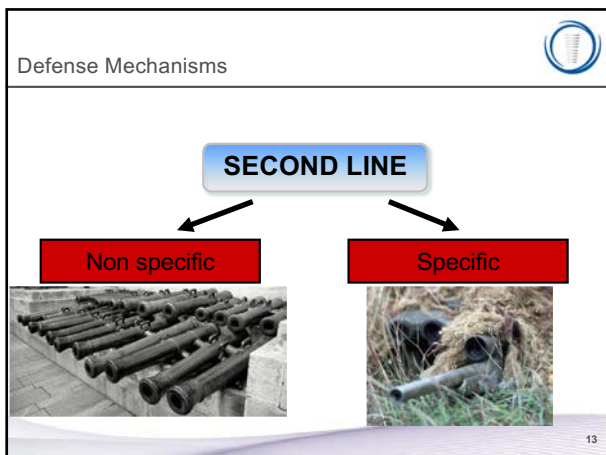 Defense Mechanisms
SECOND LINE
Non specific
Specific
13